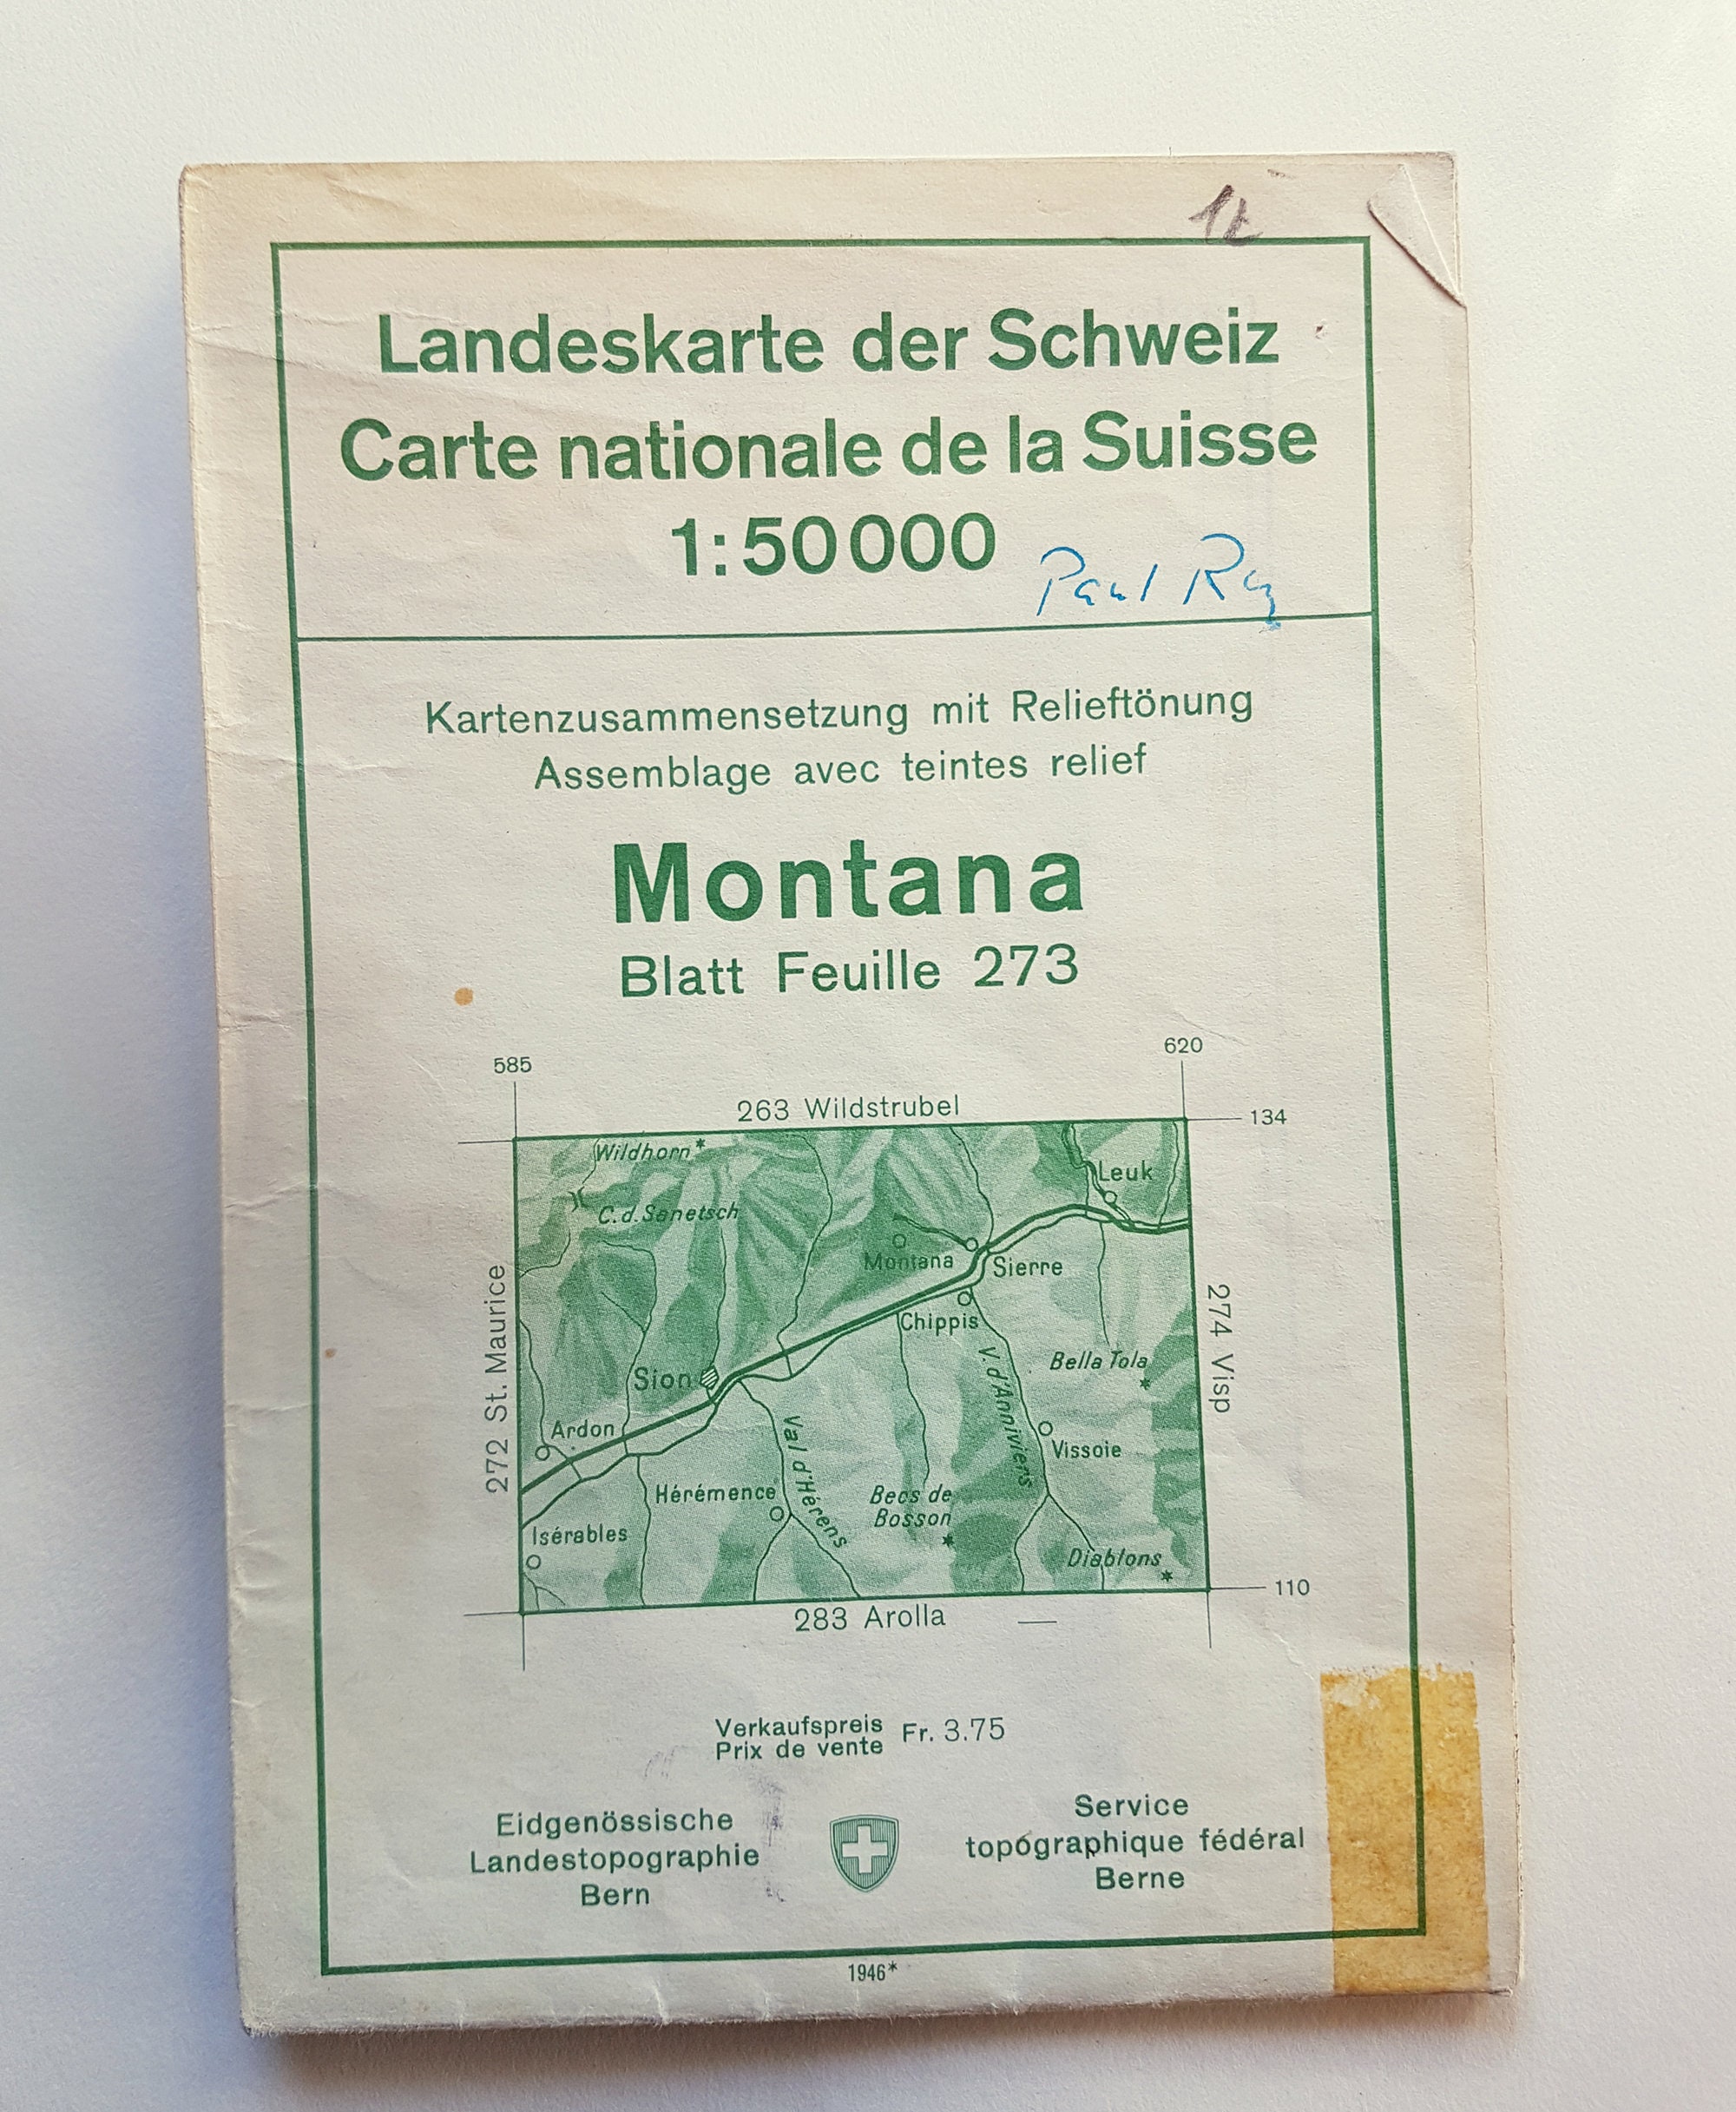 Landeskarte der Schweiz
Carte nationale de la Suisse
1:50 000
Paul
Kartenzusammensetzung mit Relieftönung
Assemblage avec teintes relief
Montana
Blatt Feuille 273
585
620
263 Wildstrubel
134
Wildhorn*
Leuk
C.d.Sanetsch
Montana
Sierre
272 St. Maurice
274 Visp
Chippis
V. d'Anniviers
Bella Tola
Sion
Ardon
Val d'Hérens
Vissoie
Hérémence
Becs de
Bosson
Isérables
Diablons
110
283 Arolla
Verkaufspreis
Prix de vente
Fr. 3.75
Eidgenössische
Landestopographie
Bern
Service
topographique fédéral
Berne
1946*